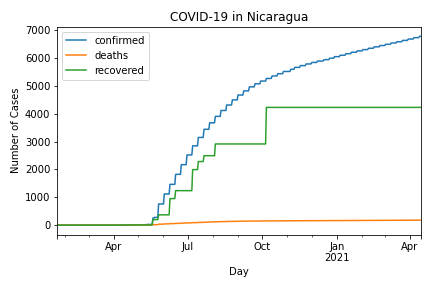 COVID-19 in Nicaragua
7000
6000
5000
4000
3000
2000
1000
0
Number of Cases
confirmed
deaths
recovered
Apr
Jul
Oct
Jan
2021
Apr
Day